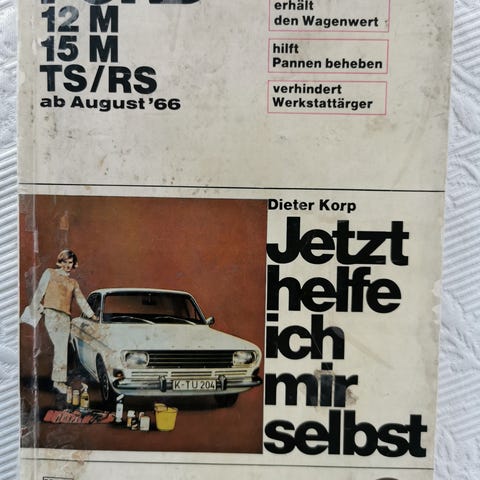 FORD
12 M
15 M
TS/RS
ab August '66
erhält
den Wagenwert
hilft
Pannen beheben
verhindert
Werkstattärger
Dieter Korp
Jetzt
helfe
ich
mir
selbst
K-TU 204